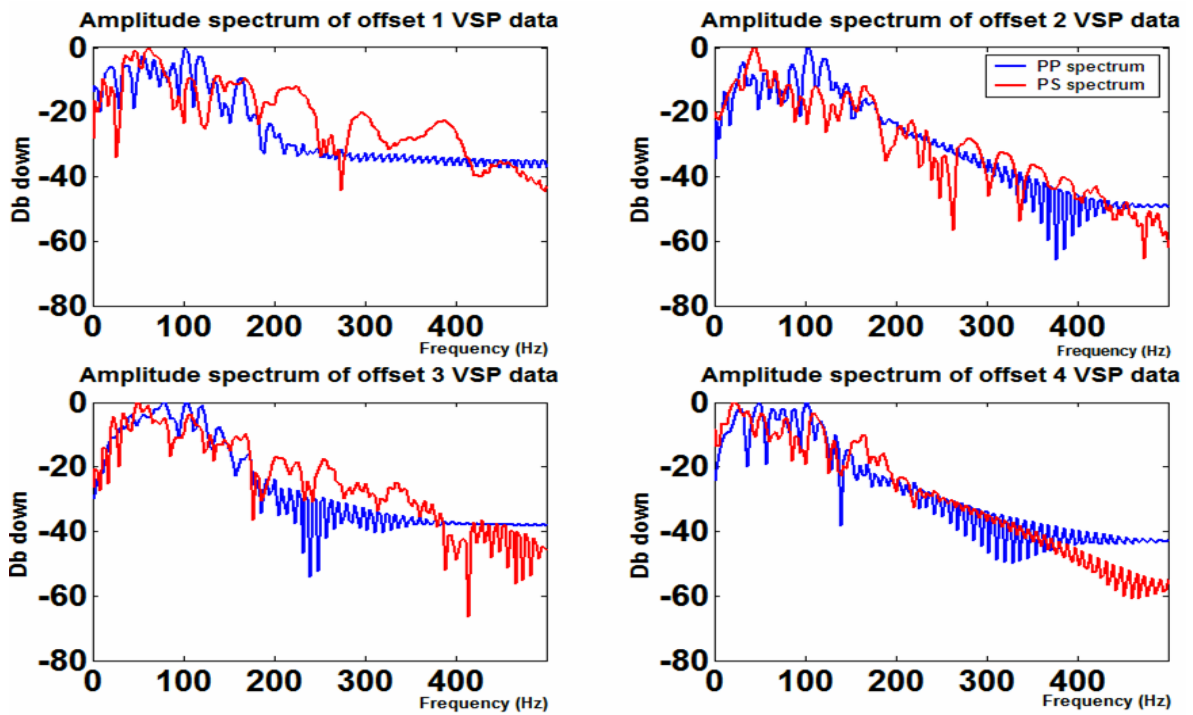 Amplitude spectrum of offset 1 VSP data
Db down
0
-20
-40
-60
-80
0 100 200 300 400
Frequency (Hz)
Amplitude spectrum of offset 2 VSP data
PP spectrum
PS spectrum
Db down
0
-20
-40
-60
-80
0 100 200 300 400
Frequency (Hz)
Amplitude spectrum of offset 3 VSP data
Db down
0
-20
-40
-60
-80
0 100 200 300 400
Frequency (Hz)
Amplitude spectrum of offset 4 VSP data
Db down
0
-20
-40
-60
-80
0 100 200 300 400
Frequency (Hz)